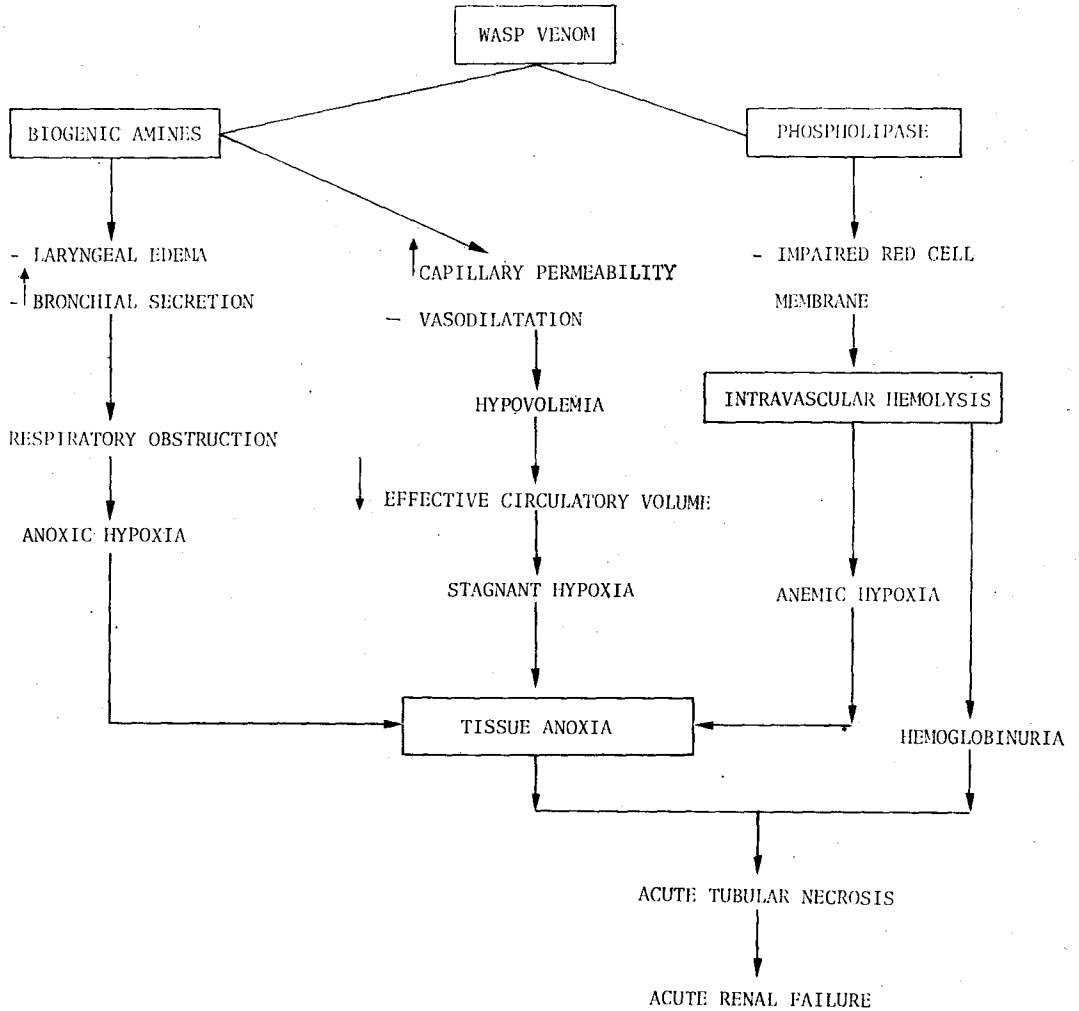 WASP VENOM
BIOGENIC AMINES
PHOSPHOLIPASE
- LARYNGEAL EDEMA
-↑BRONCHIAL SECRETION
↑CAPILLARY PERMEABILITY
- VASODILATATION
- IMPAIRED RED CELL
MEMBRANE
HYPOVOLEMIA
INTRAVASCULAR HEMOLYSIS
RESPIRATORY OBSTRUCTION
↓ EFFECTIVE CIRCULATORY VOLUME
ANOXIC HYPOXIA
STAGNANT HYPOXIA
ANEMIC HYPOXIA
TISSUE ANOXIA
HEMOGLOBINURIA
ACUTE TUBULAR NECROSIS
ACUTE RENAL FAILURE